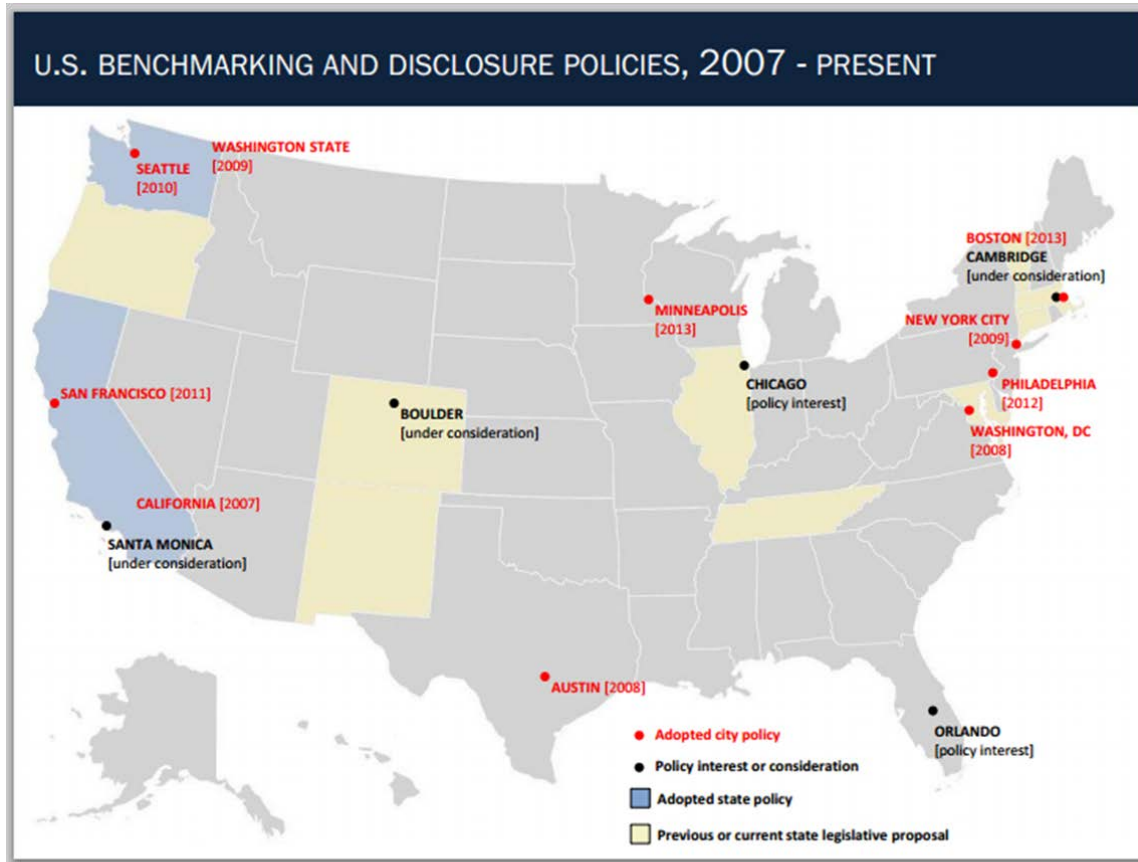 U.S. BENCHMARKING AND DISCLOSURE POLICIES, 2007 - PRESENT
WASHINGTON STATE
[2009]
SEATTLE
[2010]
BOSTON [2013]
CAMBRIDGE
[under consideration]
MINNEAPOLIS
[2013]
NEW YORK CITY
[2009]
SAN FRANCISCO [2011]
BOULDER
[under consideration]
CHICAGO
[policy interest]
PHILADELPHIA
[2012]
WASHINGTON, DC
[2008]
CALIFORNIA [2007]
SANTA MONICA
[under consideration]
AUSTIN [2008]
ORLANDO
[policy interest]
Adopted city policy
Policy interest or consideration
Adopted state policy
Previous or current state legislative proposal